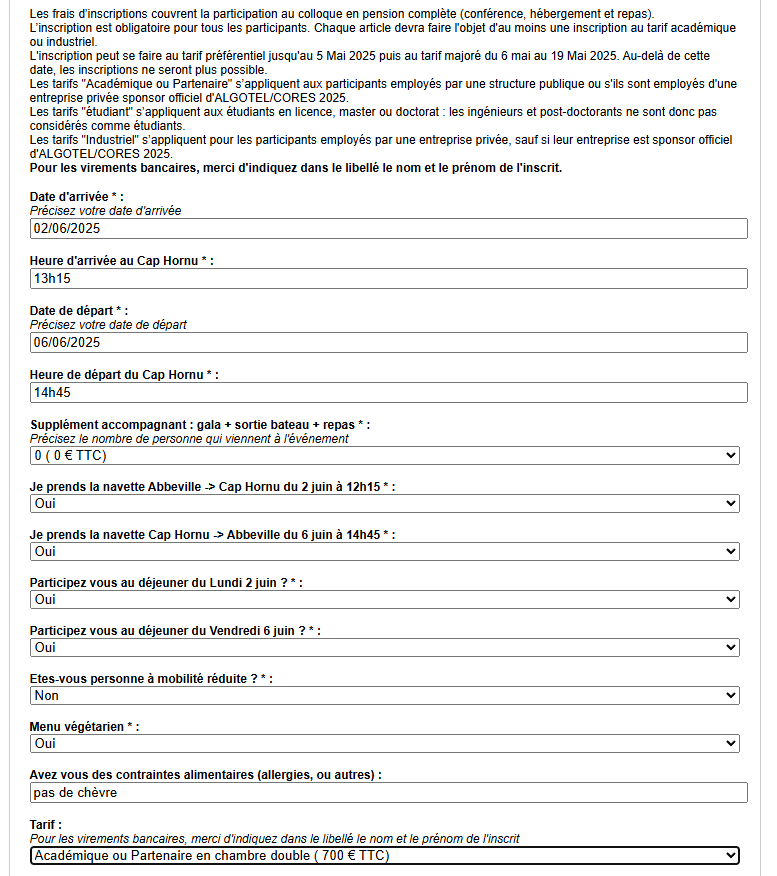 Les frais d'inscriptions couvrent la participation au colloque en pension complète (conférence, hébergement et repas).
L'inscription est obligatoire pour tous les participants. Chaque article devra faire l'objet d'au moins une inscription au tarif académique
ou industriel.
L'inscription peut se faire au tarif préférentiel jusqu'au 5 Mai 2025 puis au tarif majoré du 6 mai au 19 Mai 2025. Au-delà de cette
date, les inscriptions ne seront plus possible.
Les tarifs "Académique ou Partenaire" s'appliquent aux participants employés par une structure publique ou s'ils sont employés d'une
entreprise privée sponsor officiel d'ALGOTEL/CORES 2025.
Les tarifs "étudiant" s'appliquent aux étudiants en licence, master ou doctorat : les ingénieurs et post-doctorants ne sont donc pas
considérés comme étudiants.
Les tarifs "Industriel" s'appliquent pour les participants employés par une entreprise privée, sauf si leur entreprise est sponsor officiel
d'ALGOTEL/CORES 2025.
Pour les virements bancaires, merci d'indiquez dans le libellé le nom et le prénom de l'inscrit.
Date d'arrivée * :
Précisez votre date d'arrivée
02/06/2025
Heure d'arrivée au Cap Hornu * :
13h15
Date de départ * :
Précisez votre date de départ
06/06/2025
Heure de départ du Cap Hornu * :
14h45
Supplément accompagnant : gala + sortie bateau + repas * :
Précisez le nombre de personne qui viennent à l'événement
0 ( 0 € TTC)
Je prends la navette Abbeville -> Cap Hornu du 2 juin à 12h15 * :
Oui
Je prends la navette Cap Hornu -> Abbeville du 6 juin à 14h45 * :
Oui
Participez vous au déjeuner du Lundi 2 juin ? * :
Oui
Participez vous au déjeuner du Vendredi 6 juin ? * :
Oui
Etes-vous personne à mobilité réduite ? * :
Non
Menu végétarien * :
Oui
Avez vous des contraintes alimentaires (allergies, ou autres) :
pas de chèvre
Tarif :
Pour les virements bancaires, merci d'indiquez dans le libellé le nom et le prénom de l'inscrit
Académique ou Partenaire en chambre double ( 700 € TTC)